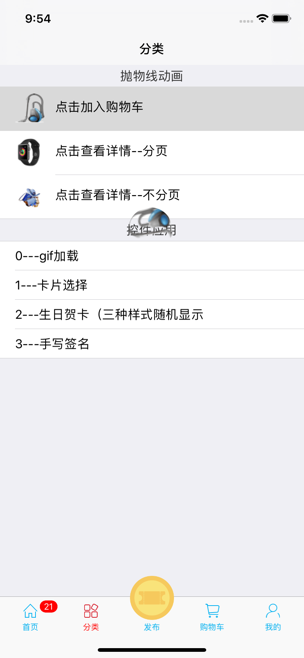 9:54
分类
抛物线动画
点击加入购物车
点击查看详情--分页
点击查看详情--不分页
控件应用
0---gif加载
1---卡片选择
2---生日贺卡（三种样式随机显示
3---手写签名
21
首页
分类
发布
购物车
我的